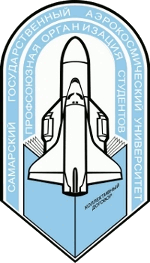 САМАРСКИЙ ГОСУДАРСТВЕННЫЙ АЭРОКОСМИЧЕСКИЙ УНИВЕРСИТЕТ
ПРОФСОЮЗНАЯ ОРГАНИЗАЦИЯ СТУДЕНТОВ
КОЛЛЕКТИВНЫЙ
ДОГОВОР